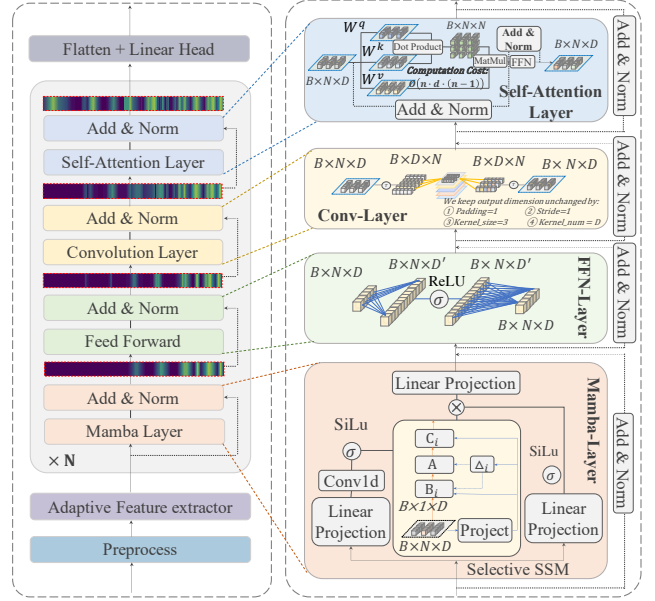 Flatten + Linear Head
Add & Norm
Self-Attention Layer
Add & Norm
Convolution Layer
Add & Norm
Feed Forward
Add & Norm
Mamba Layer
× N
Adaptive Feature extractor
Preprocess
W^q
W^k
W^v
B×N×D
Dot Product
B×N×N
MatMul
Add &
Norm
FFN
B×N×D
Computation Cost:
O(n·d·(n−1))
Add & Norm
Self-Attention
Layer
Add & Norm
B×N×D
B×D×N
B×D×N
B×N×D
Conv-Layer
We keep output dimension unchanged by:
① Padding=1
② Stride=1
③ Kernel_size=3
④ Kernel_num = D
Add & Norm
B×N×D
B×N×D'
ReLU
σ
B×N×D'
B×N×D
FFN-Layer
Add & Norm
Linear Projection
Mamba-Layer
SiLu
σ
Conv1d
Linear
Projection
C_i
A
Δ_i
B_i
B×1×D
B×N×D
Project
SiLu
σ
Linear
Projection
Selective SSM
Add & Norm